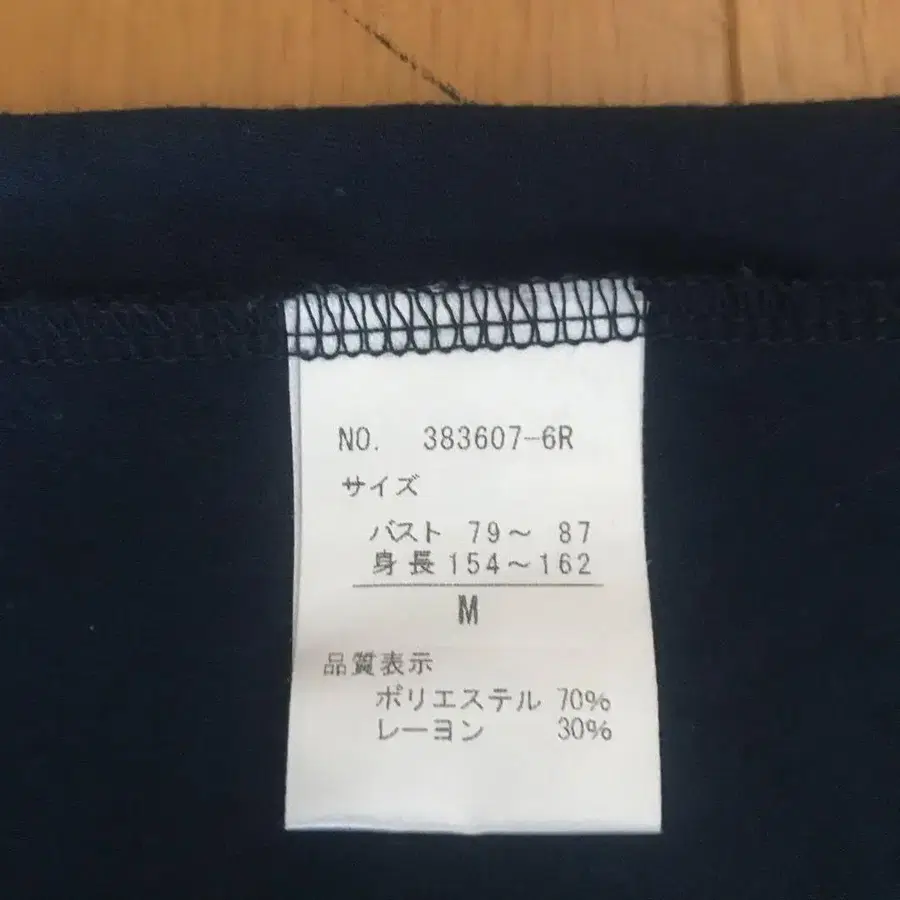 NO. 383607-6R
サイズ
バスト 79～ 87
身長 154～162
M
品質表示
ポリエステル 70%
レーヨン 30%